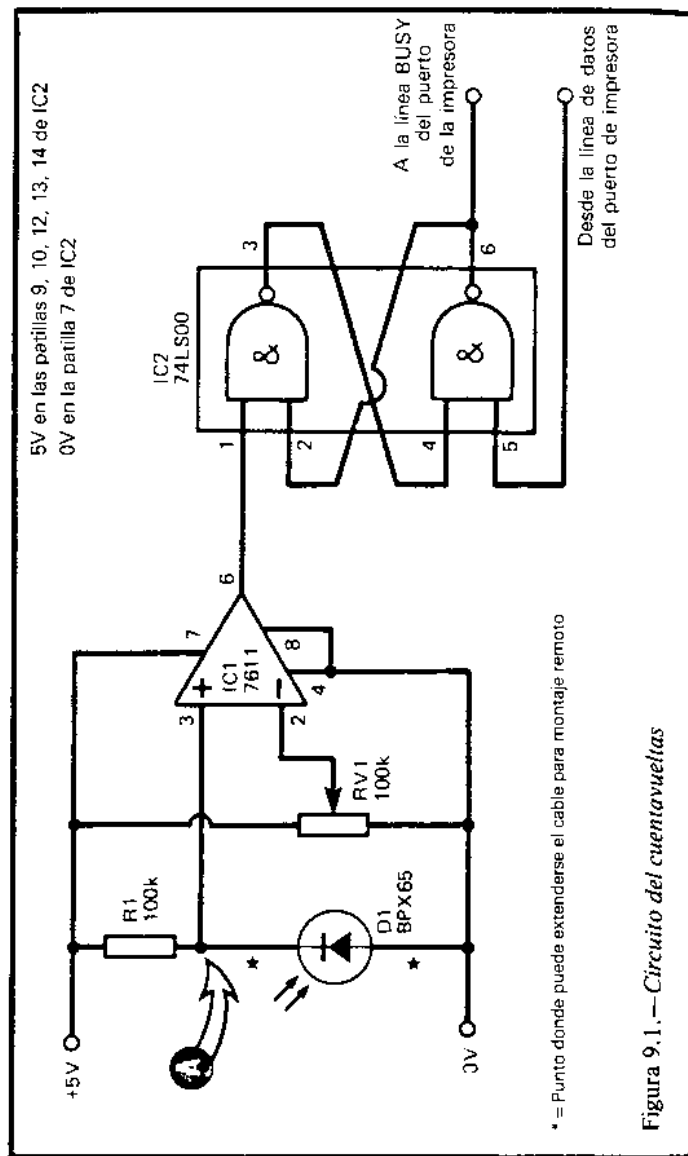 5V en las patillas 9, 10, 12, 13, 14 de IC2
0V en la patilla 7 de IC2
+5V
R1
100k
A
D1
BPX65
RV1
100k
3
2
+
IC1
7611
−
7
6
8
4
IC2
74LS00
1
2
&
3
4
5
&
6
A la línea BUSY
del puerto
de la impresora
Desde la línea de datos
del puerto de impresora
0V
★
★
* = Punto donde puede extenderse el cable para montaje remoto
Figura 9.1.—Circuito del cuentavueltas